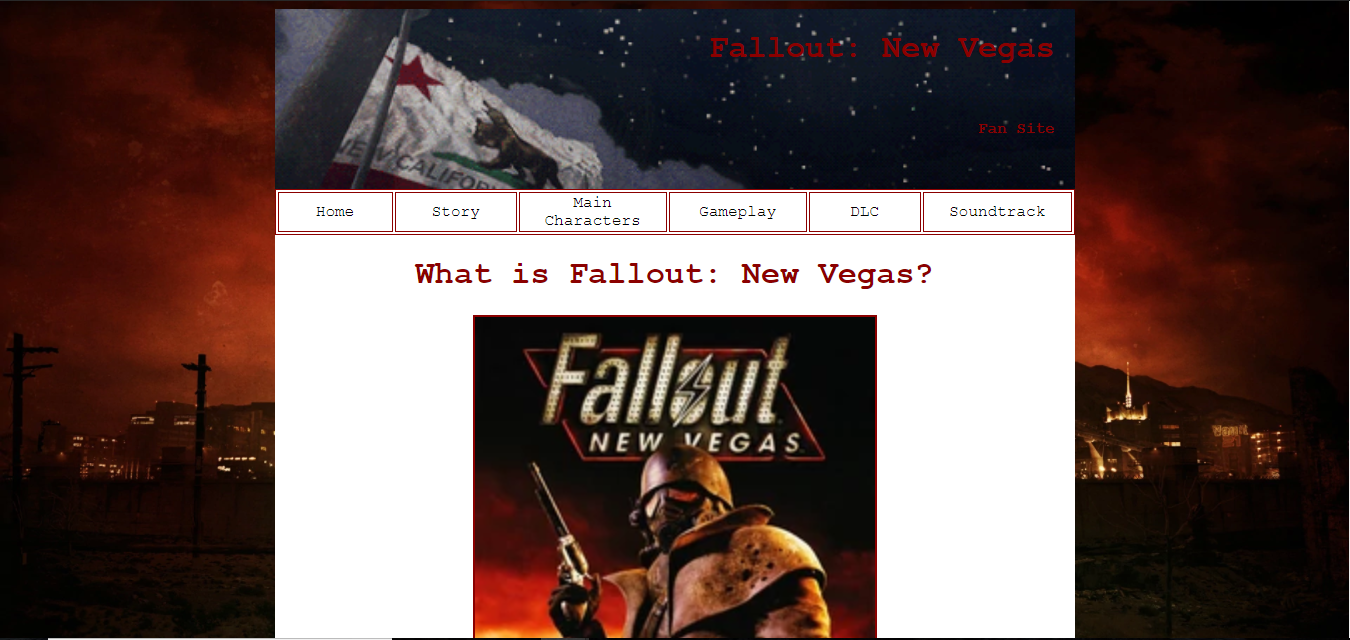 Fallout: New Vegas
Fan Site
NEW CALIFOR
Home
Story
Main
Characters
Gameplay
DLC
Soundtrack
What is Fallout: New Vegas?
Fallout
NEW VEGAS